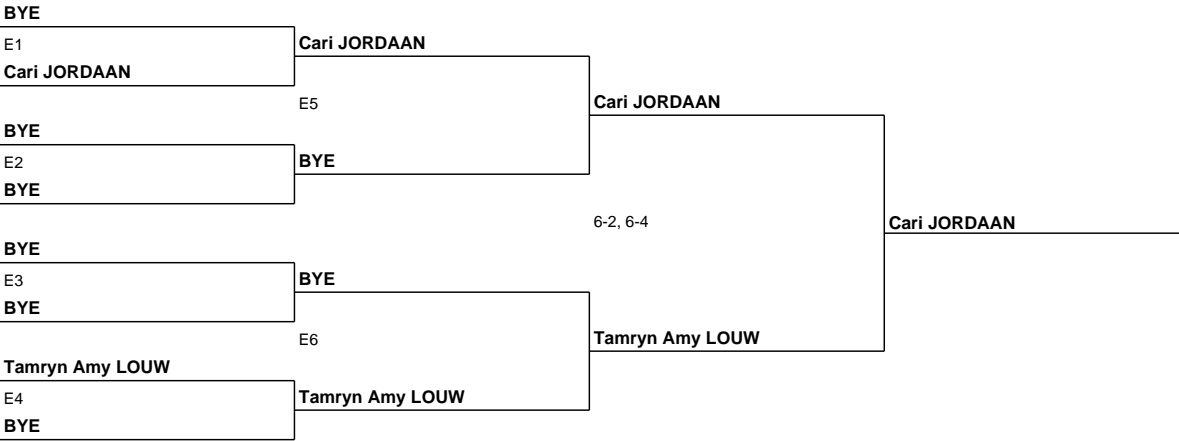 BYE
E1
Cari JORDAAN
Cari JORDAAN
E5
Cari JORDAAN
BYE
E2
BYE
BYE
6-2, 6-4
Cari JORDAAN
BYE
E3
BYE
BYE
E6
Tamryn Amy LOUW
Tamryn Amy LOUW
E4
Tamryn Amy LOUW
BYE